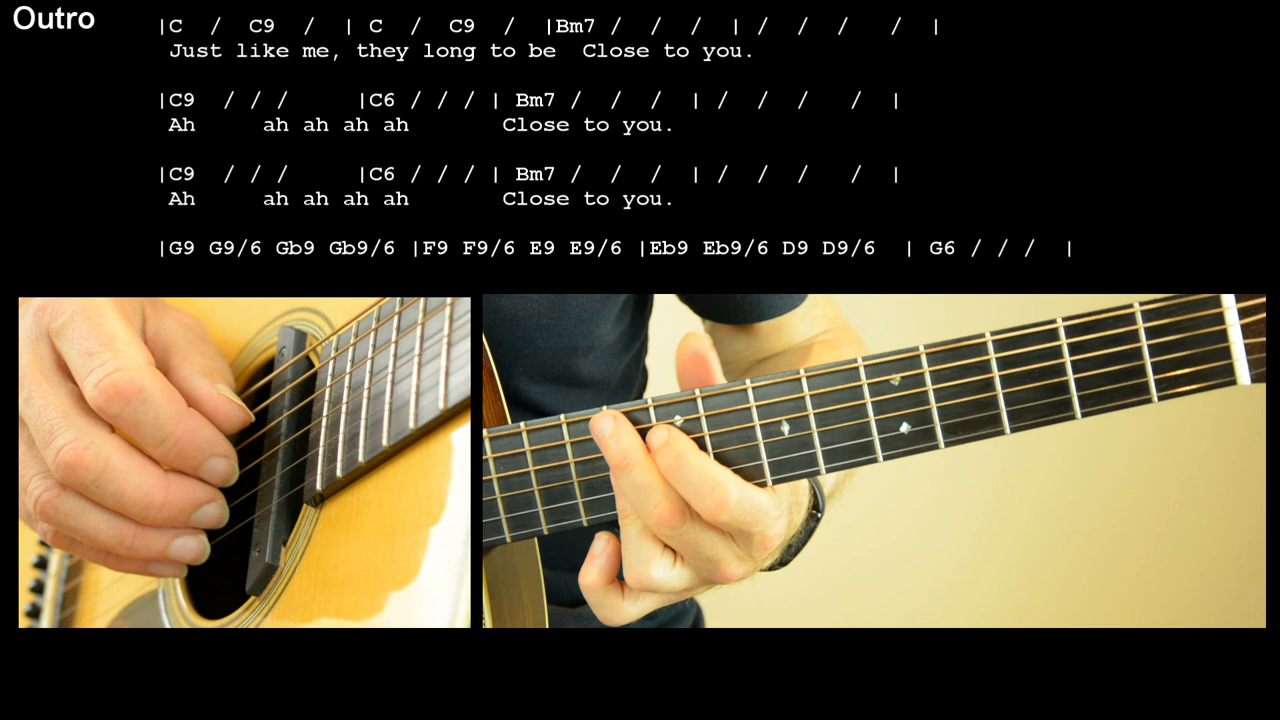 Outro
|C / C9 / | C / C9 / |Bm7 / / / | / / / / |
Just like me, they long to be Close to you.
|C9 / / / |C6 / / / | Bm7 / / / | / / / / |
Ah ah ah ah ah Close to you.
|C9 / / / |C6 / / / | Bm7 / / / | / / / / |
Ah ah ah ah ah Close to you.
|G9 G9/6 Gb9 Gb9/6 |F9 F9/6 E9 E9/6 |Eb9 Eb9/6 D9 D9/6 | G6 / / / |